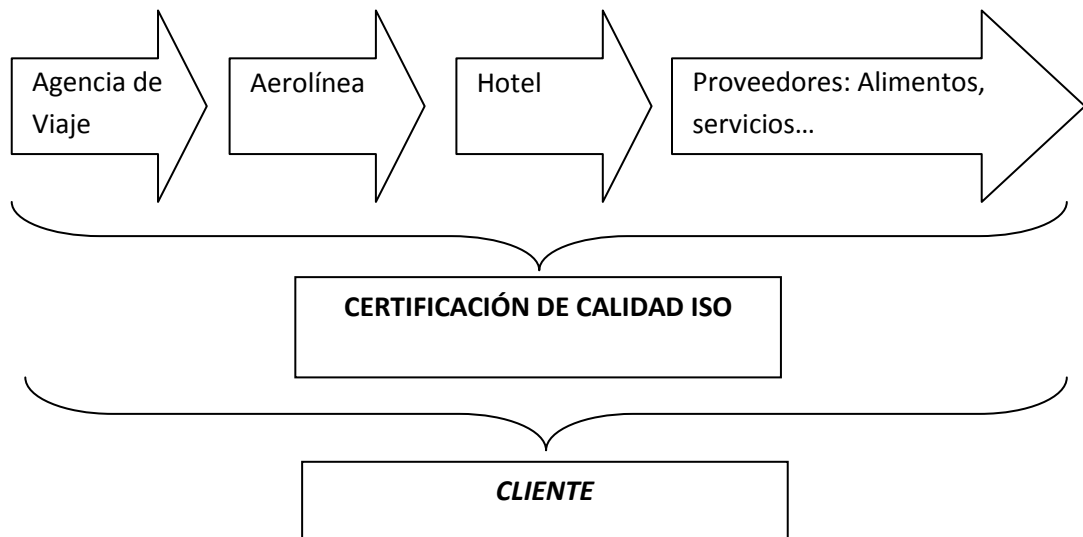 Agencia de
Viaje
Aerolínea
Hotel
Proveedores: Alimentos,
servicios...
CERTIFICACIÓN DE CALIDAD ISO
CLIENTE